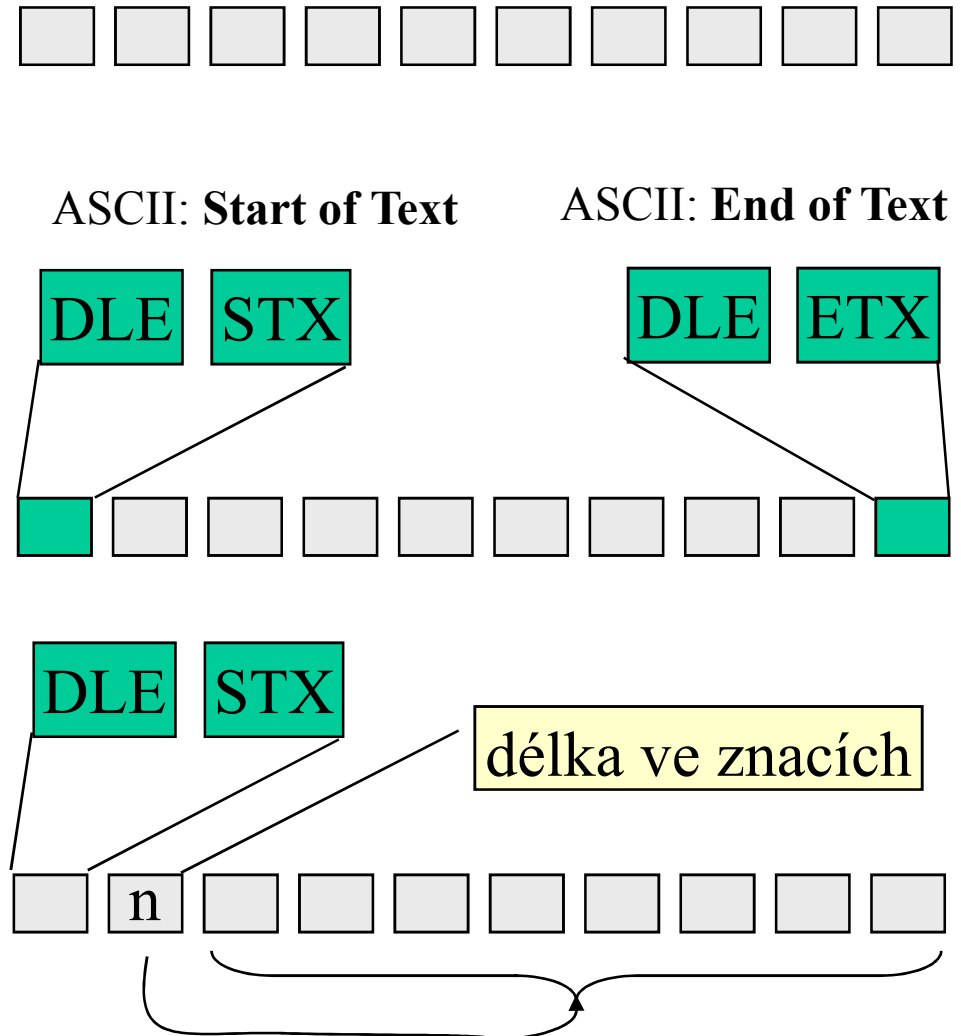 ASCII: Start of Text
ASCII: End of Text
DLE STX
DLE ETX
DLE STX
délka ve znacích
n